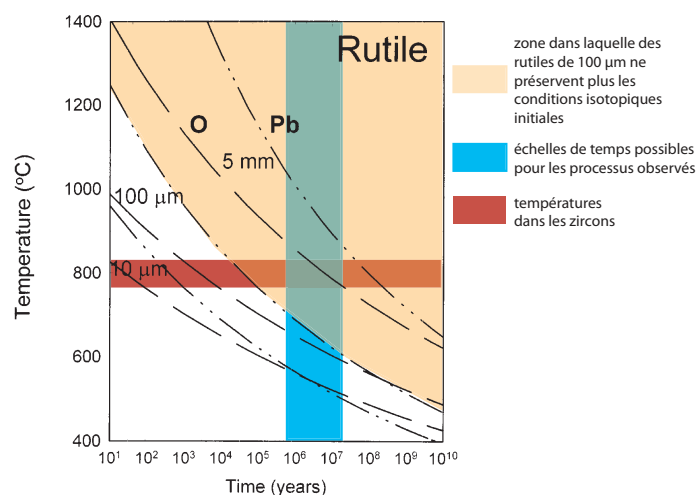 1400
1200
1000
800
600
400
Temperature (ºC)
Rutile
O
Pb
5 mm
100 µm
10 µm
10¹ 10² 10³ 10⁴ 10⁵ 10⁶ 10⁷ 10⁸ 10⁹ 10¹⁰
Time (years)
zone dans laquelle des
rutiles de 100 µm ne
préservent plus les
conditions isotopiques
initiales
échelles de temps possibles
pour les processus observés
températures
dans les zircons